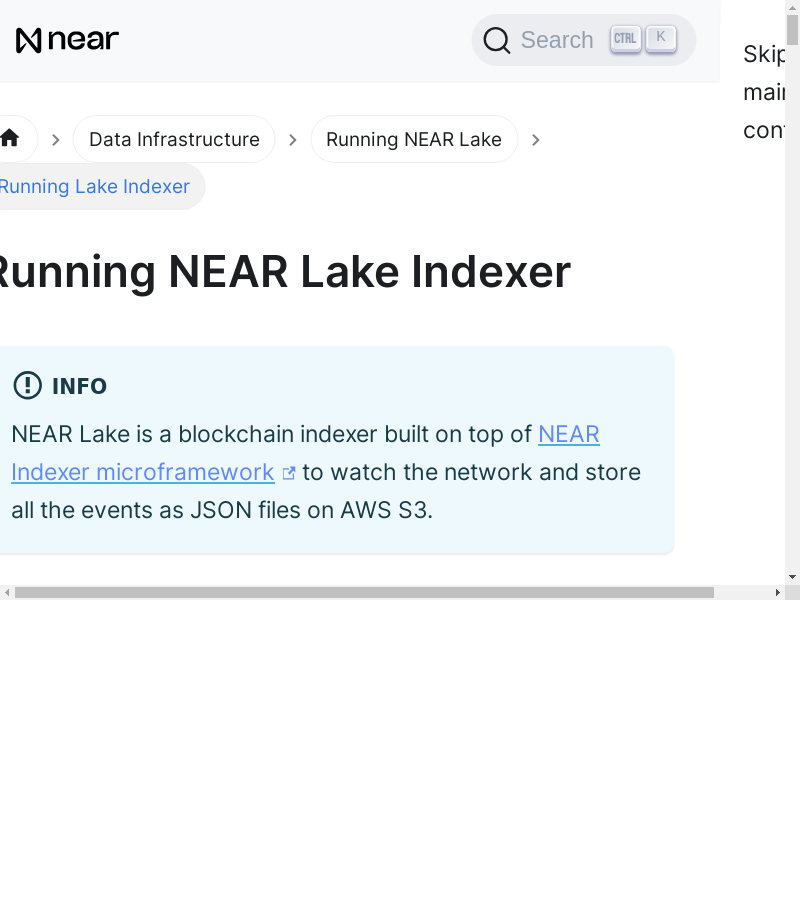 near
Search CTRL K
Skip
main
Data Infrastructure
Running NEAR Lake
Running Lake Indexer
Running NEAR Lake Indexer
INFO
NEAR Lake is a blockchain indexer built on top of NEAR
Indexer microframework to watch the network and store
all the events as JSON files on AWS S3.